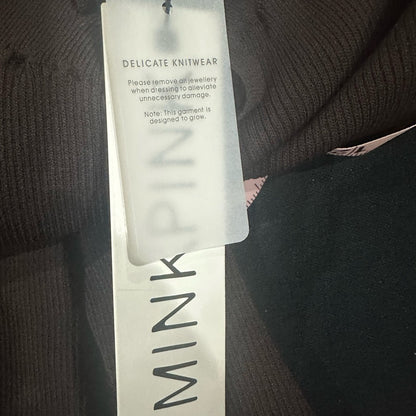 DELICATE KNITWEAR
Please remove all jewellery
when dressing to alleviate
unnecessary damage.
Note: This garment is
designed to grow.
MINKPINK